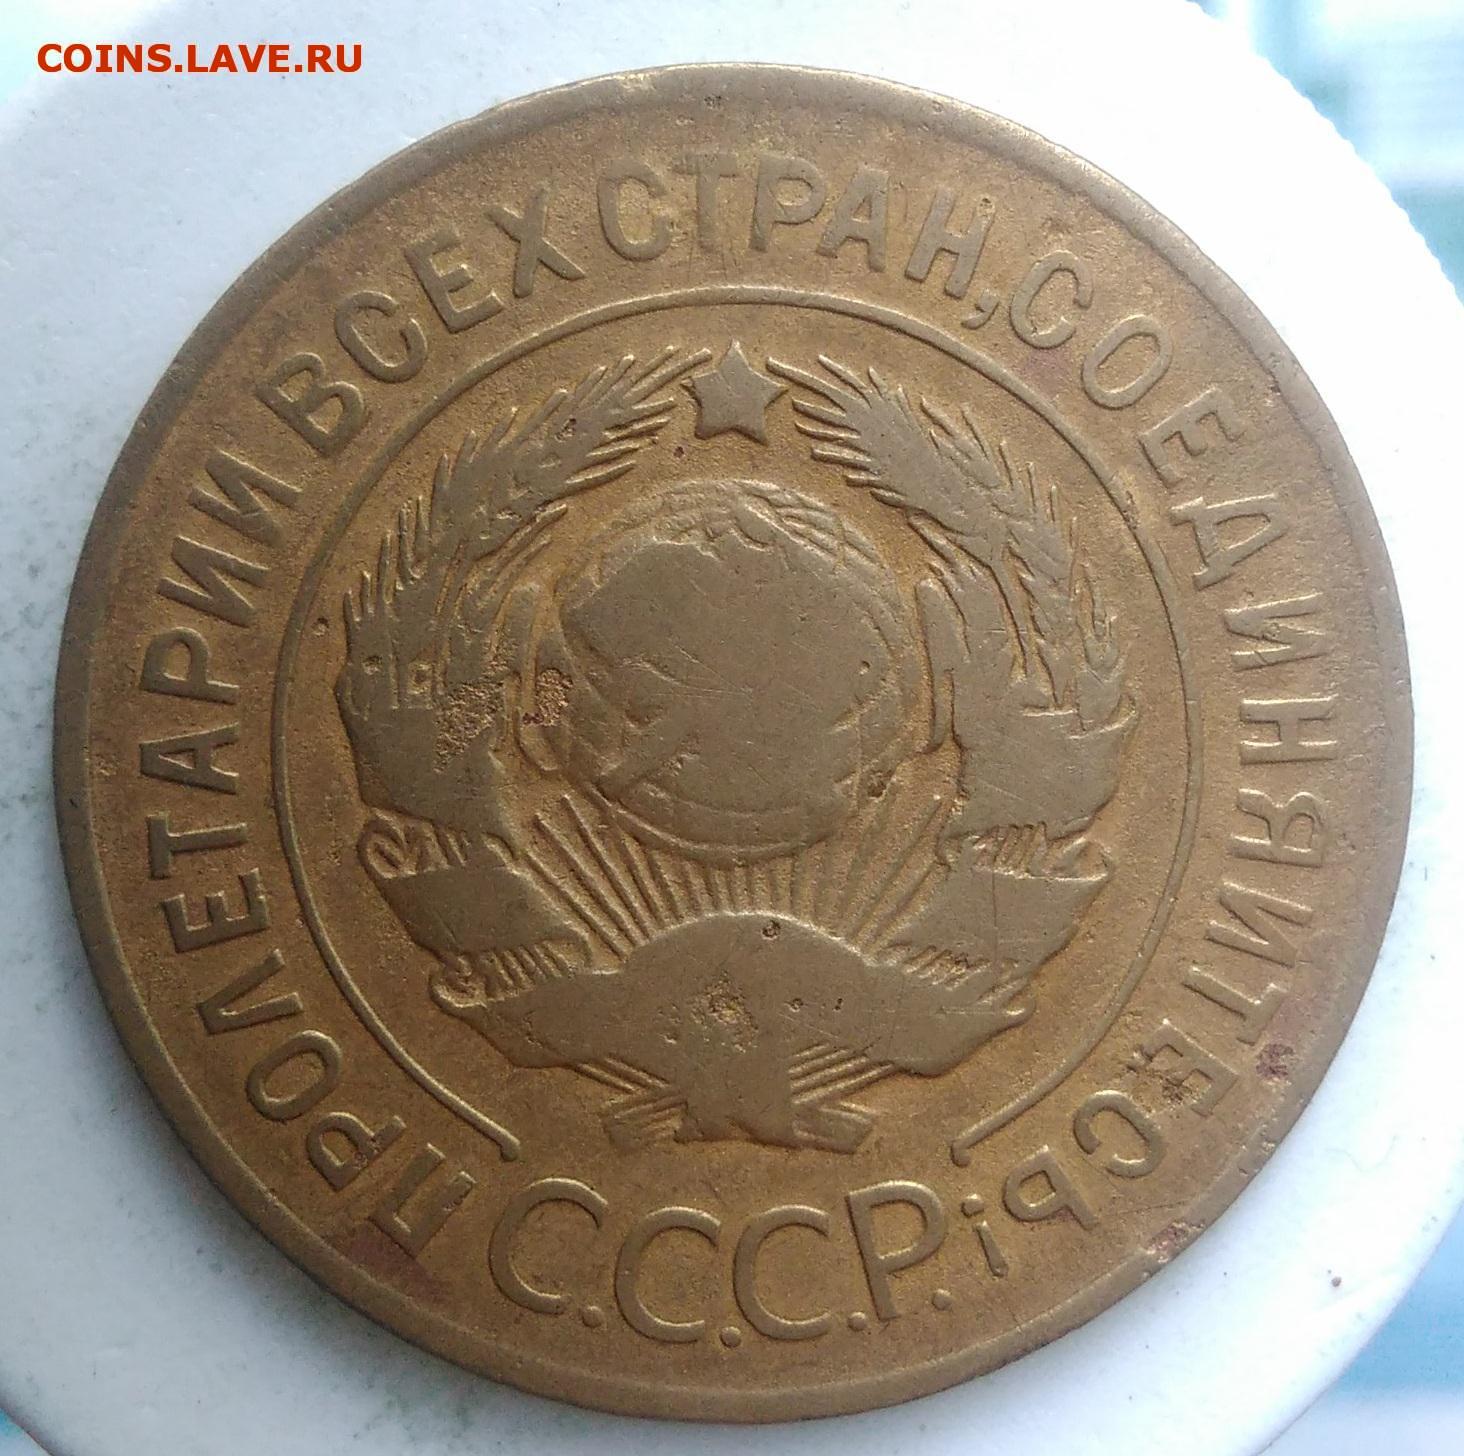 COINS.LAVE.RU
ПРОЛЕТАРИИ ВСЕХ СТРАН, СОЕДИНЯЙТЕСЬ!
С.С.С.Р.